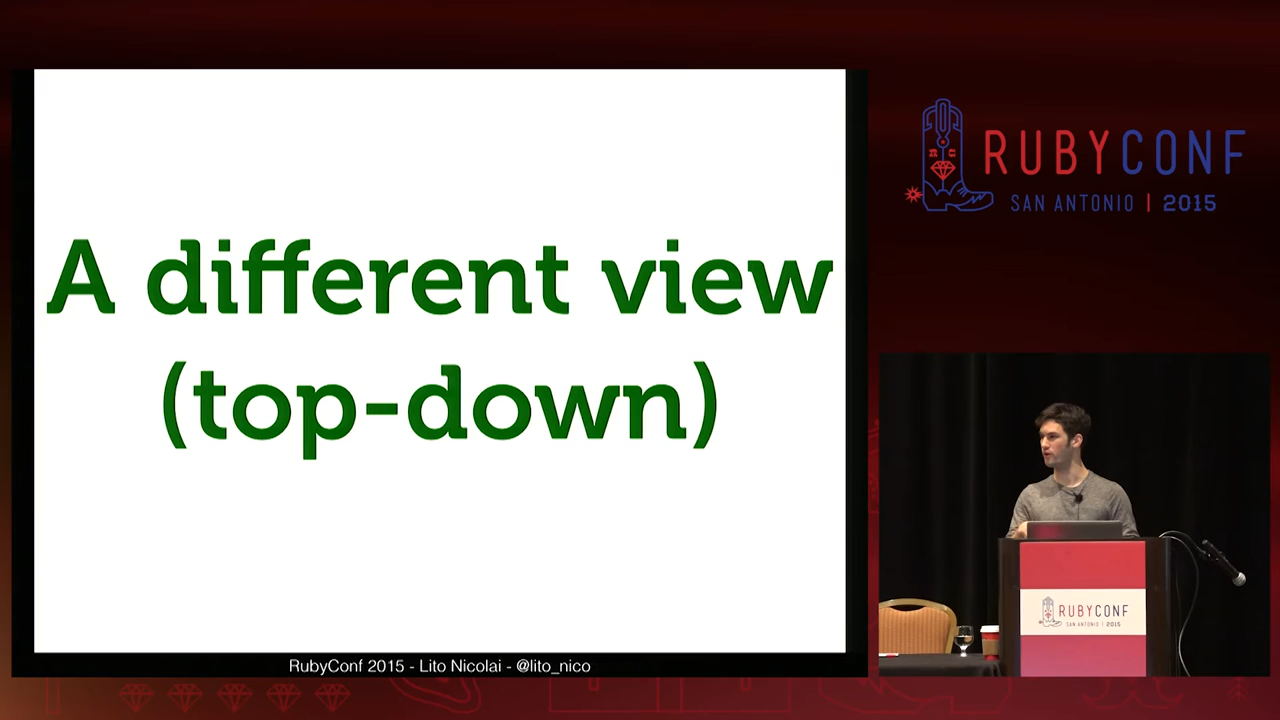 A different view
(top-down)
RubyConf 2015 - Lito Nicolai - @lito_nico
RUBYCONF
SAN ANTONIO | 2015
RUBYCONF
SAN ANTONIO | 2015